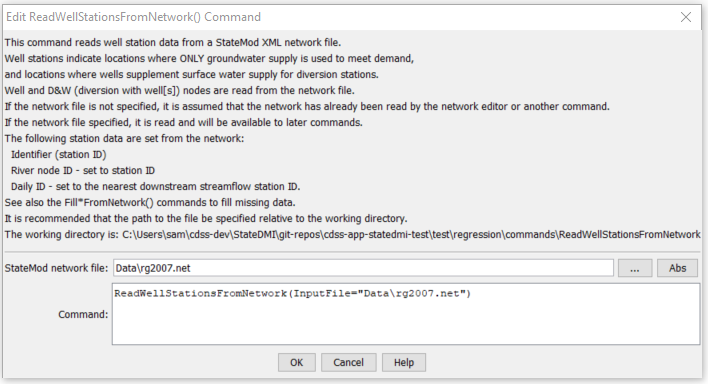 Edit ReadWellStationsFromNetwork() Command
This command reads well station data from a StateMod XML network file.
Well stations indicate locations where ONLY groundwater supply is used to meet demand,
and locations where wells supplement surface water supply for diversion stations.
Well and D&W (diversion with well[s]) nodes are read from the network file.
If the network file is not specified, it is assumed that the network has already been read by the network editor or another command.
If the network file specified, it is read and will be available to later commands.
The following station data are set from the network:
Identifier (station ID)
River node ID - set to station ID
Daily ID - set to the nearest downstream streamflow station ID.
See also the Fill*FromNetwork() commands to fill missing data.
It is recommended that the path to the file be specified relative to the working directory.
The working directory is: C:\Users\sam\cdss-dev\StateDMI\git-repos\cdss-app-statedmi-test\test\regression\commands\ReadWellStationsFromNetwork
StateMod network file: Data\rg2007.net ... Abs
ReadWellStationsFromNetwork(InputFile="Data\rg2007.net")
Command:
OK Cancel Help